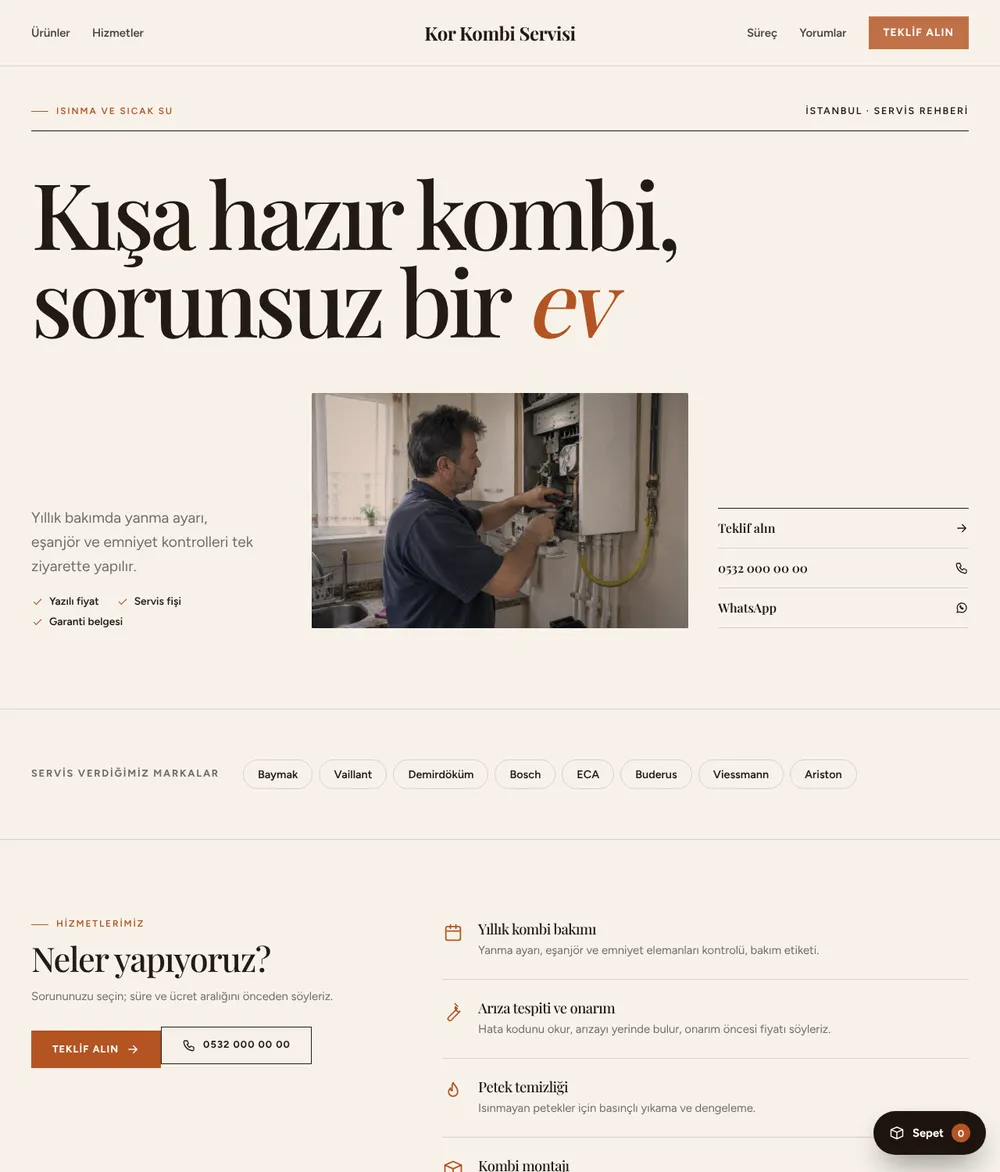 Ürünler Hizmetler Kor Kombi Servisi Süreç Yorumlar TEKLİF ALIN
ISINMA VE SICAK SU İSTANBUL · SERVİS REHBERİ
Kışa hazır kombi,
sorunsuz bir ev
Yıllık bakımda yanma ayarı,
eşanjör ve emniyet kontrolleri tek
ziyarette yapılır.
Yazılı fiyat Servis fişi
Garanti belgesi
Teklif alın
0532 000 00 00
WhatsApp
SERVİS VERDİĞİMİZ MARKALAR Baymak Vaillant Demirdöküm Bosch ECA Buderus Viessmann Ariston
HİZMETLERİMİZ
Neler yapıyoruz?
Sorununuzu seçin; süre ve ücret aralığını önceden söyleriz.
TEKLİF ALIN 0532 000 00 00
Yıllık kombi bakımı
Yanma ayarı, eşanjör ve emniyet elemanları kontrolü, bakım etiketi.
Arıza tespiti ve onarım
Hata kodunu okur, arızayı yerinde bulur, onarım öncesi fiyatı söyleriz.
Petek temizliği
Isınmayan petekler için basınçlı yıkama ve dengeleme.
Kombi montajı
Sepet 0